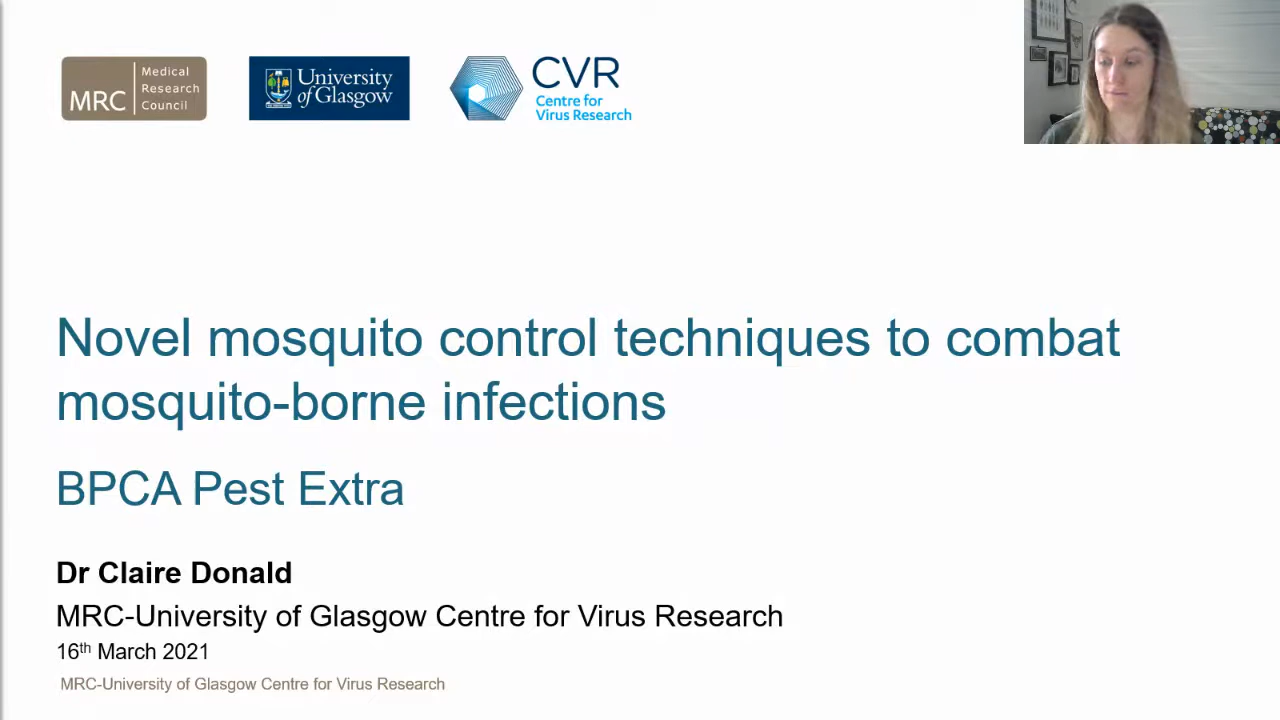 MRC
Medical
Research
Council
University
of Glasgow
CVR
Centre for
Virus Research
Novel mosquito control techniques to combat
mosquito-borne infections
BPCA Pest Extra
Dr Claire Donald
MRC-University of Glasgow Centre for Virus Research
16th March 2021
MRC-University of Glasgow Centre for Virus Research